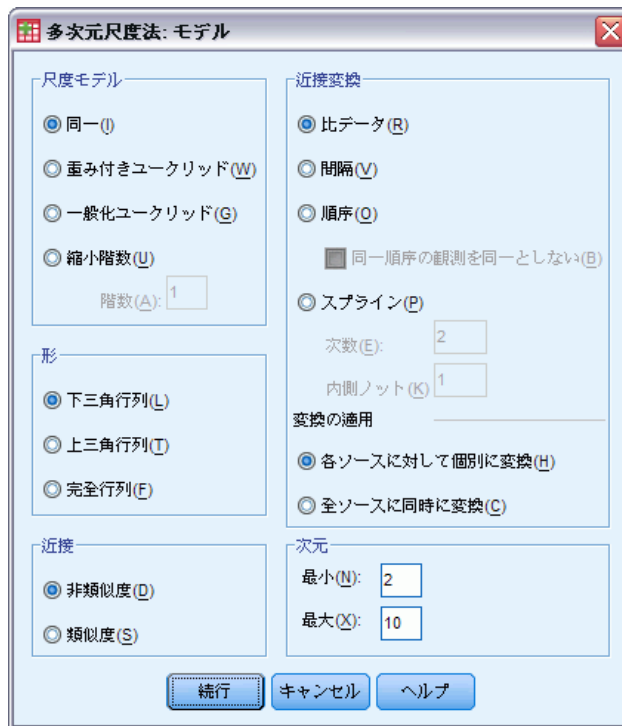 多次元尺度法: モデル
尺度モデル
同一(I)
重み付きユークリッド(W)
一般化ユークリッド(G)
縮小階数(U)
階数(A): 1
形
下三角行列(L)
上三角行列(T)
完全行列(F)
近接
非類似度(D)
類似度(S)
近接変換
比データ(R)
間隔(V)
順序(O)
同一順序の観測を同一としない(B)
スプライン(P)
次数(E): 2
内側ノット(K) 1
変換の適用
各ソースに対して個別に変換(H)
全ソースに同時に変換(C)
次元
最小(N): 2
最大(X): 10
続行 キャンセル ヘルプ